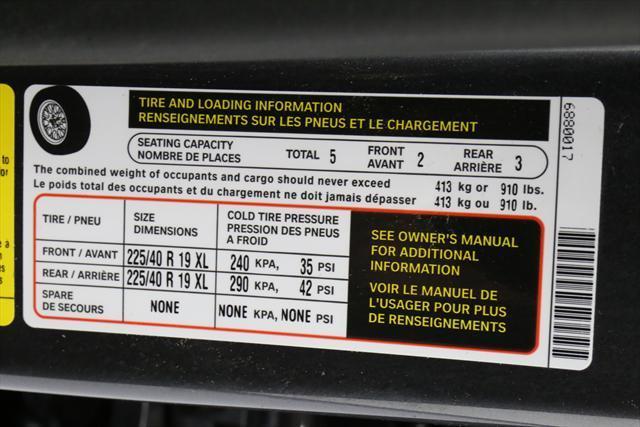 TIRE AND LOADING INFORMATION
RENSEIGNEMENTS SUR LES PNEUS ET LE CHARGEMENT
SEATING CAPACITY
NOMBRE DE PLACES
TOTAL 5
FRONT
AVANT 2
REAR
ARRIÈRE 3
The combined weight of occupants and cargo should never exceed 413 kg or 910 lbs.
Le poids total des occupants et du chargement ne doit jamais dépasser 413 kg ou 910 lb.
TIRE / PNEU
SIZE
DIMENSIONS
COLD TIRE PRESSURE
PRESSION DES PNEUS
A FROID
FRONT / AVANT 225/40 R 19 XL 240 KPA, 35 PSI
REAR / ARRIÈRE 225/40 R 19 XL 290 KPA, 42 PSI
SPARE
DE SECOURS
NONE
NONE KPA, NONE PSI
SEE OWNER'S MANUAL
FOR ADDITIONAL
INFORMATION
VOIR LE MANUEL DE
L'USAGER POUR PLUS
DE RENSEIGNEMENTS
6880017
to
for